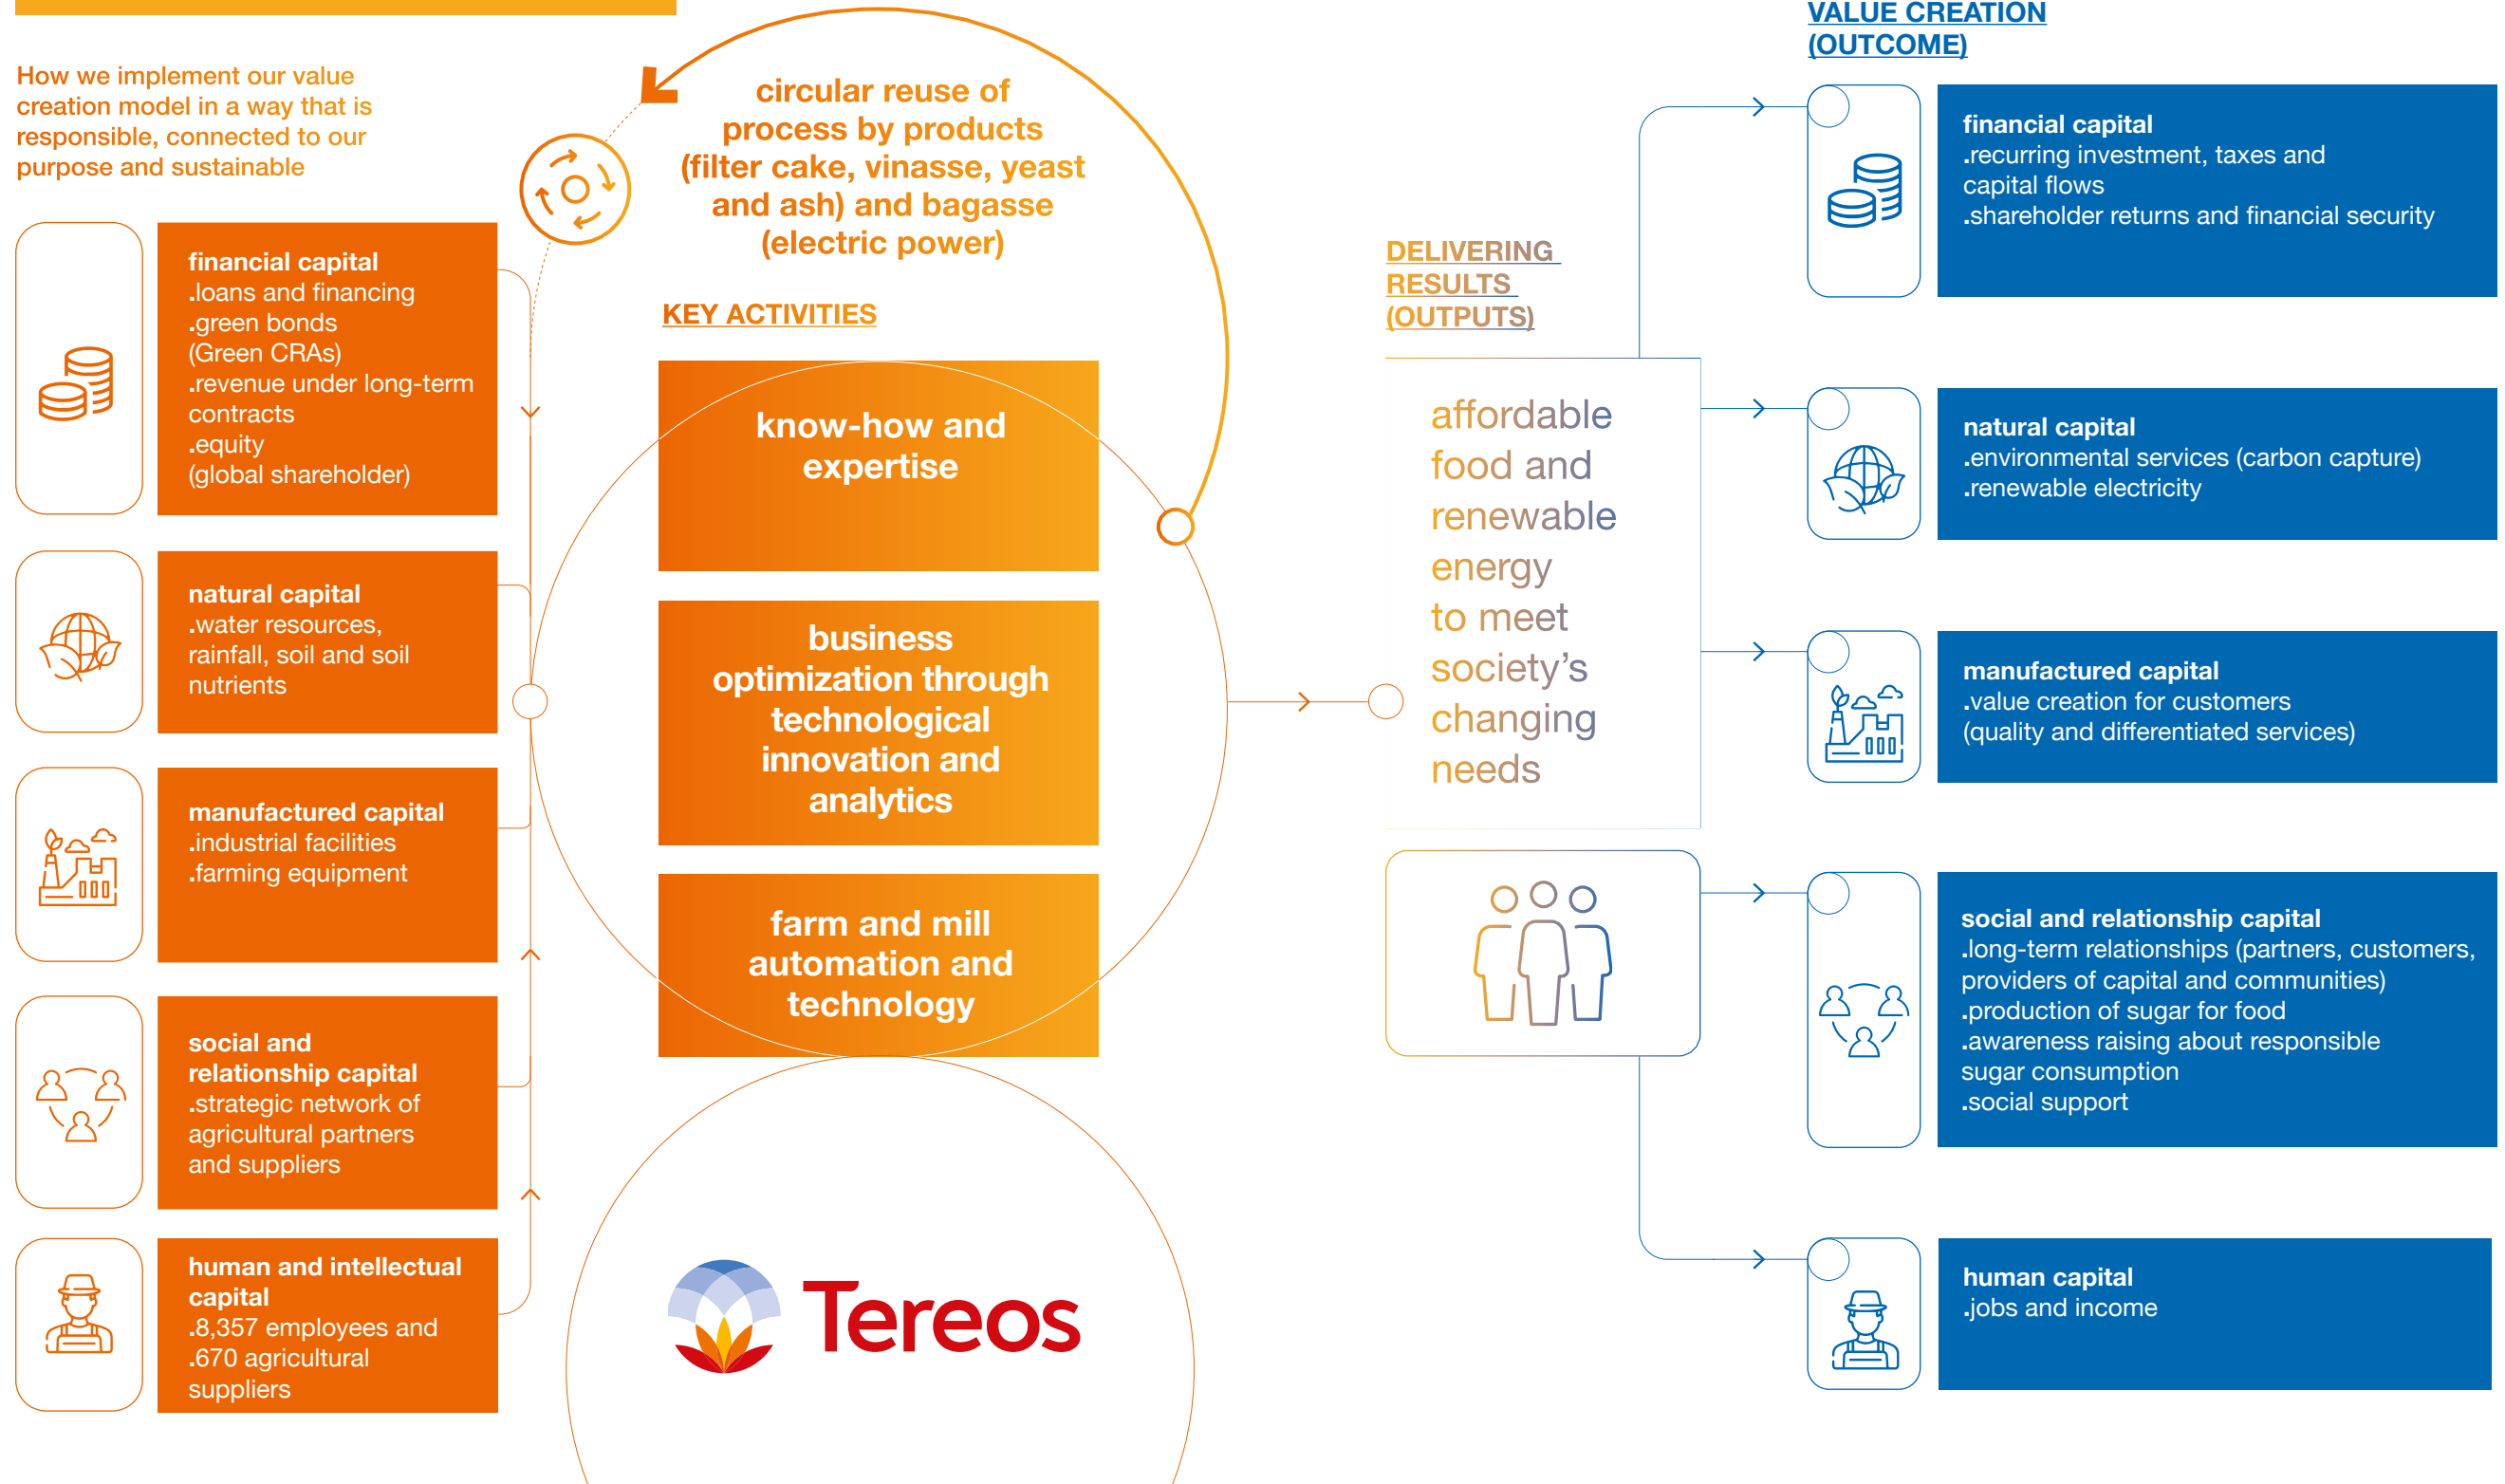 How we implement our value
creation model in a way that is
responsible, connected to our
purpose and sustainable
financial capital
.loans and financing
.green bonds
(Green CRAs)
.revenue under long-term
contracts
.equity
(global shareholder)
natural capital
.water resources,
rainfall, soil and soil
nutrients
manufactured capital
.industrial facilities
.farming equipment
social and
relationship capital
.strategic network of
agricultural partners
and suppliers
human and intellectual
capital
.8,357 employees and
.670 agricultural
suppliers
circular reuse of
process by products
(filter cake, vinasse, yeast
and ash) and bagasse
(electric power)
KEY ACTIVITIES
know-how and
expertise
business
optimization through
technological
innovation and
analytics
farm and mill
automation and
technology
Tereos
DELIVERING
RESULTS
(OUTPUTS)
affordable
food and
renewable
energy
to meet
society's
changing
needs
VALUE CREATION
(OUTCOME)
financial capital
.recurring investment, taxes and
capital flows
.shareholder returns and financial security
natural capital
.environmental services (carbon capture)
.renewable electricity
manufactured capital
.value creation for customers
(quality and differentiated services)
social and relationship capital
.long-term relationships (partners, customers,
providers of capital and communities)
.production of sugar for food
.awareness raising about responsible
sugar consumption
.social support
human capital
.jobs and income